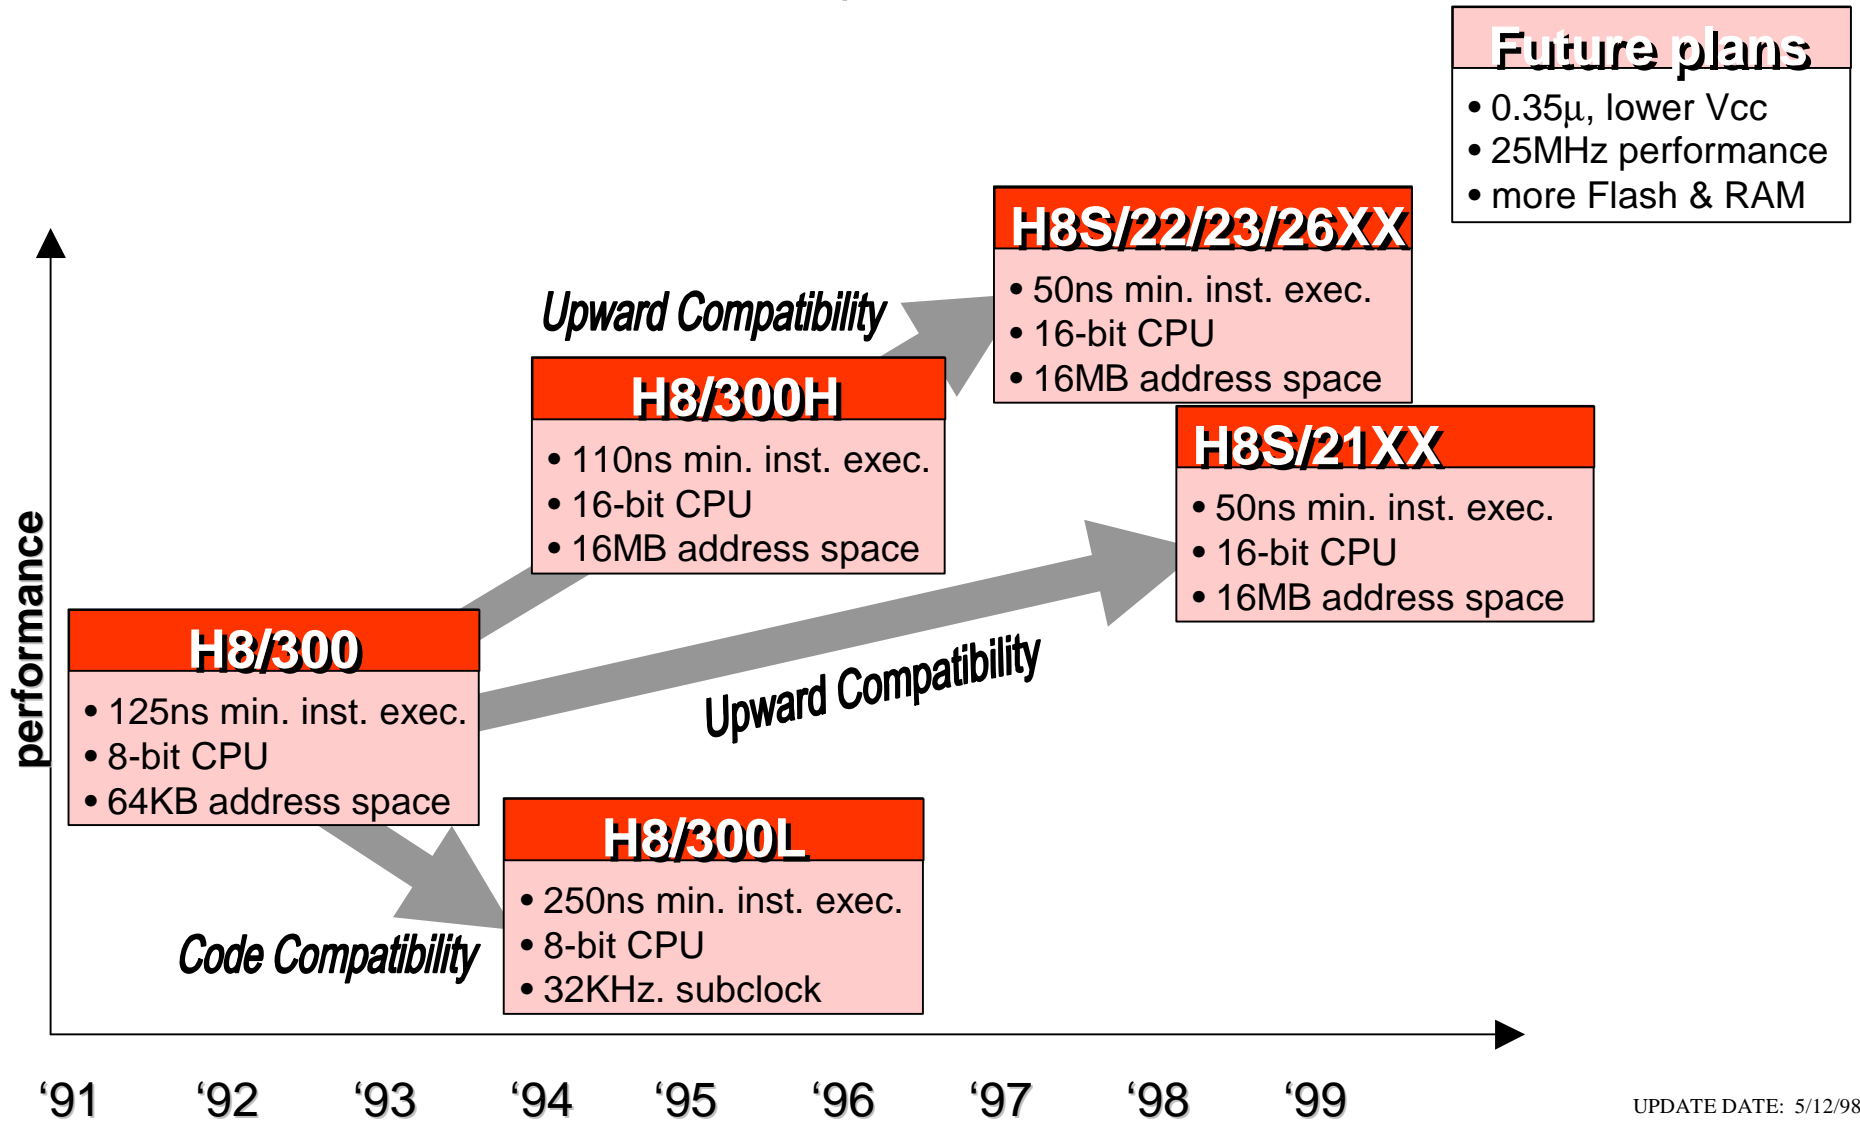 Future plans
• 0.35μ, lower Vcc
• 25MHz performance
• more Flash & RAM
H8S/22/23/26XX
• 50ns min. inst. exec.
• 16-bit CPU
• 16MB address space
Upward Compatibility
H8/300H
• 110ns min. inst. exec.
• 16-bit CPU
• 16MB address space
H8S/21XX
• 50ns min. inst. exec.
• 16-bit CPU
• 16MB address space
performance
H8/300
• 125ns min. inst. exec.
• 8-bit CPU
• 64KB address space
Upward Compatibility
H8/300L
• 250ns min. inst. exec.
• 8-bit CPU
• 32KHz. subclock
Code Compatibility
‘91 ‘92 ‘93 ‘94 ‘95 ‘96 ‘97 ‘98 ‘99
UPDATE DATE: 5/12/98